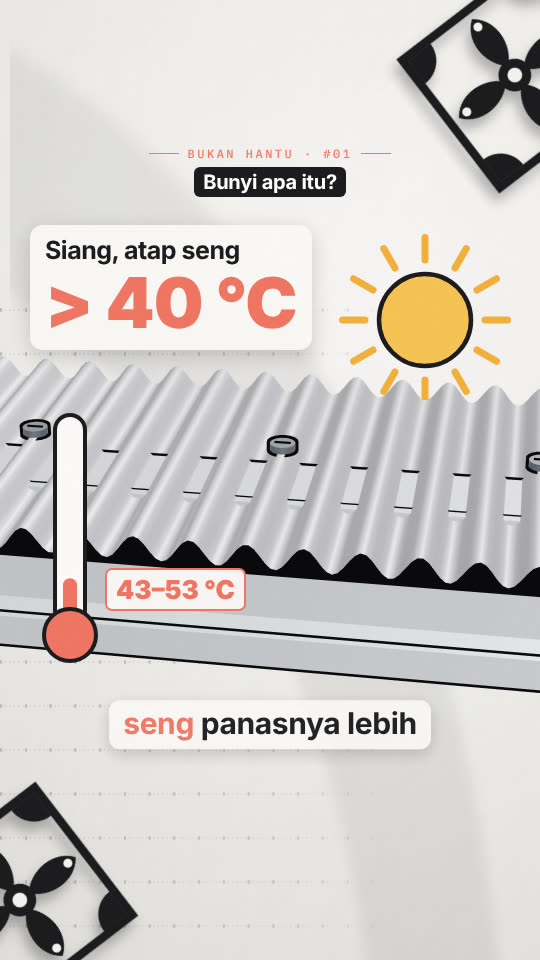 BUKAN HANTU · #01
Bunyi apa itu?
Siang, atap seng
> 40 °C
43–53 °C
seng panasnya lebih